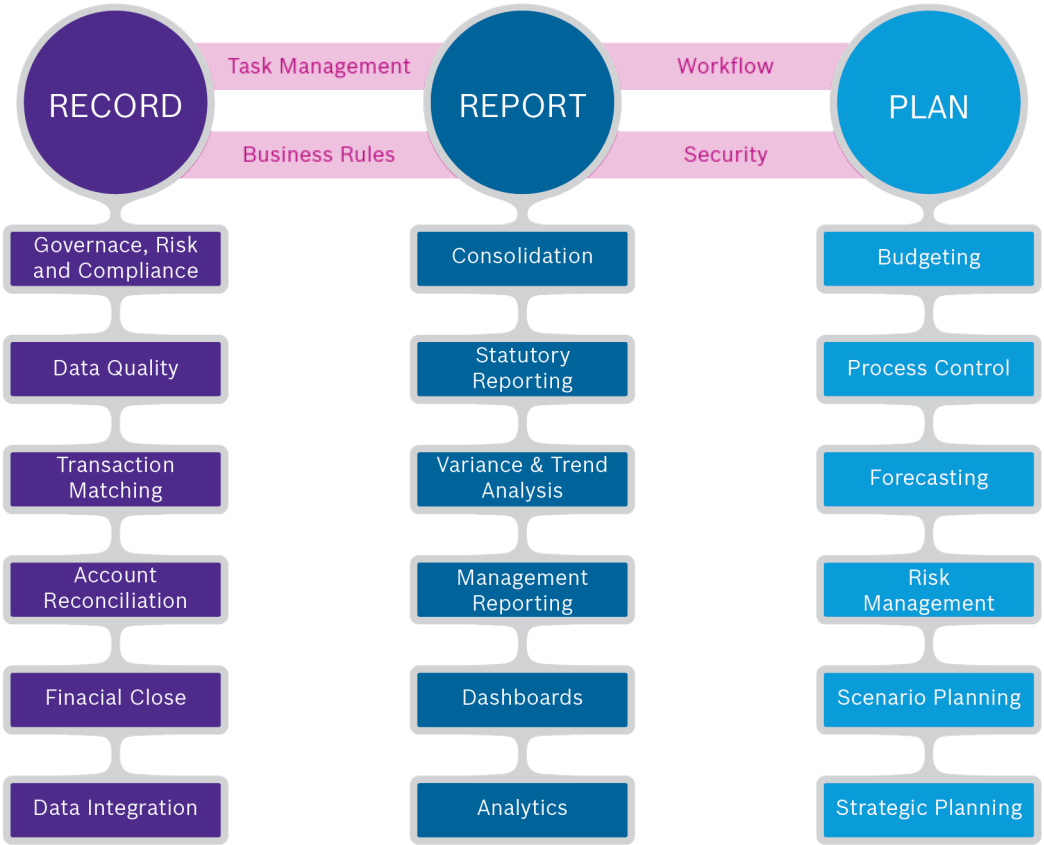 RECORD
Task Management
Business Rules
REPORT
Workflow
Security
PLAN
Governace, Risk
and Compliance
Data Quality
Transaction
Matching
Account
Reconciliation
Finacial Close
Data Integration
Consolidation
Statutory
Reporting
Variance & Trend
Analysis
Management
Reporting
Dashboards
Analytics
Budgeting
Process Control
Forecasting
Risk
Management
Scenario Planning
Strategic Planning